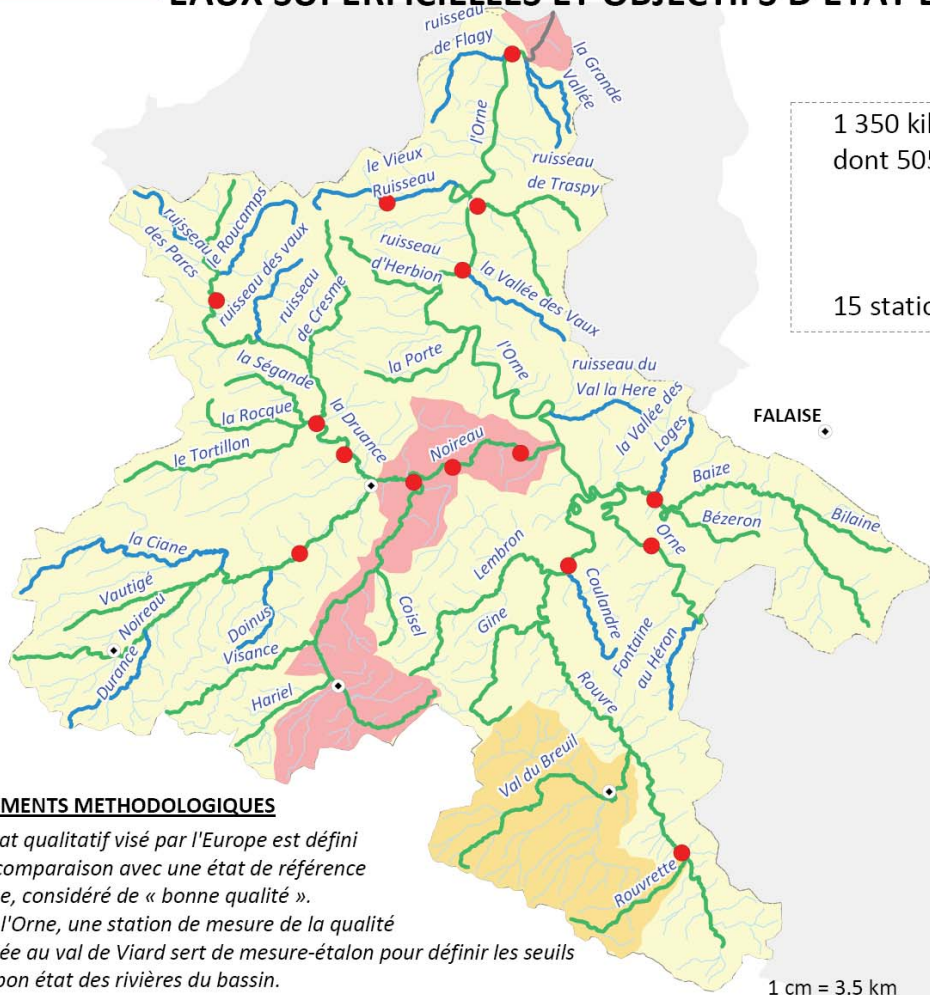 EAUX SUPERFICIELLES ET OBJECTIFS D'ETAT
ruisseau
de Flagy
la Grande
Vallée
l'Orne
1 350
dont 505
15
le Vieux
Ruisseau
ruisseau
de Traspy
ruisseau
des Parcs
le Roucamps
ruisseau des vaux
ruisseau
de Cresme
ruisseau
d'Herbion
la Vallée des Vaux
la Ségande
la Porte
l'Orne
ruisseau du
Val la Here
la Vallée des
Loges
FALAISE
la Rocque
la Druance
Noireau
le Tortillon
Baize
Bézeron
Bilaine
la Ciane
Vautigé
Noireau
Durance
Doinus
Visance
Hariel
Coisel
Lembron
Gine
Coulandre
Orne
Fontaine
au Héron
Rouvre
Val du Breuil
Rouvrette
MENTS METHODOLOGIQUES
at qualitatif visé par l'Europe est défini
comparaison avec une état de référence
e, considéré de « bonne qualité ».
l'Orne, une station de mesure de la qualité
ée au val de Viard sert de mesure-étalon pour définir les seuils
bon état des rivières du bassin.
1 cm = 3,5 km